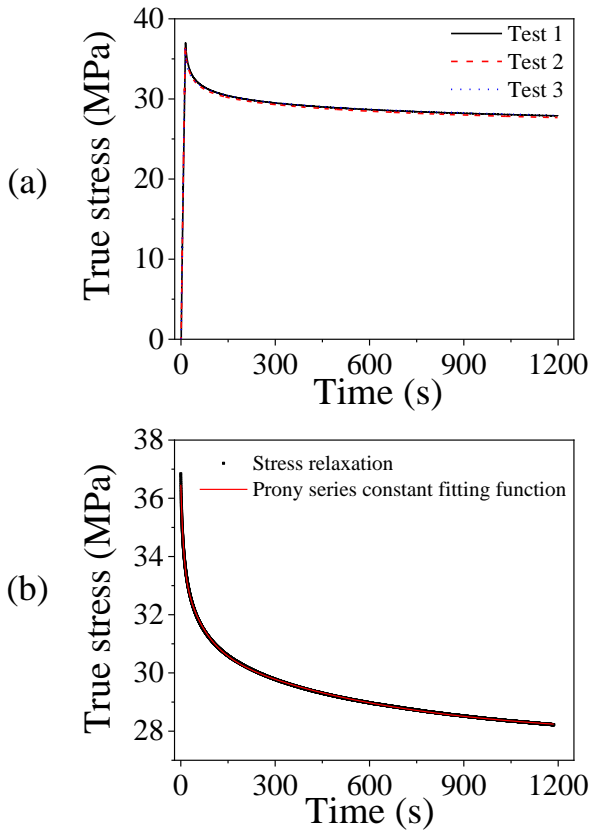 (a)
True stress (MPa)
40
30
20
10
0
Test 1
Test 2
Test 3
0 300 600 900 1200
Time (s)
(b)
True stress (MPa)
38
36
34
32
30
28
Stress relaxation
Prony series constant fitting function
0 300 600 900 1200
Time (s)